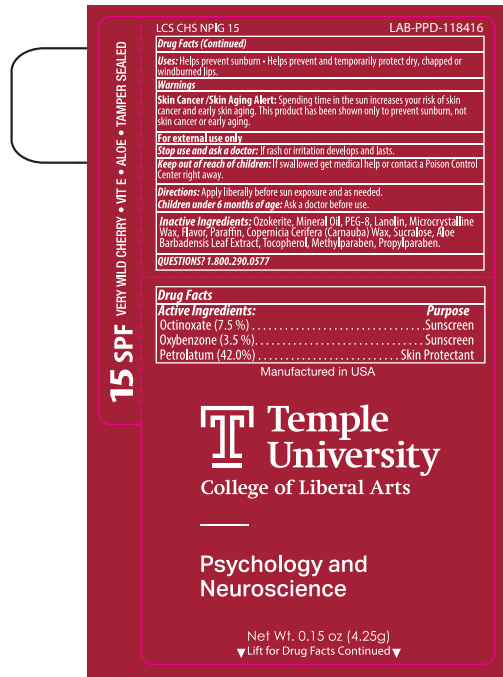 LCS CHS NPIG 15 LAB-PPD-118416
Drug Facts (Continued)
Uses: Helps prevent sunburn • Helps prevent and temporarily protect dry, chapped or
windburned lips.
Warnings
Skin Cancer /Skin Aging Alert: Spending time in the sun increases your risk of skin
cancer and early skin aging. This product has been shown only to prevent sunburn, not
skin cancer or early aging.
For external use only
Stop use and ask a doctor: If rash or irritation develops and lasts.
Keep out of reach of children: If swallowed get medical help or contact a Poison Control
Center right away.
Directions: Apply liberally before sun exposure and as needed.
Children under 6 months of age: Ask a doctor before use.
Inactive Ingredients: Ozokerite, Mineral Oil, PEG-8, Lanolin, Microcrystalline
Wax, Flavor, Paraffin, Copernicia Cerifera (Carnauba) Wax, Sucralose, Aloe
Barbadensis Leaf Extract, Tocopherol, Methylparaben, Propylparaben.
QUESTIONS? 1.800.290.0577
15 SPF VERY WILD CHERRY • VIT E • ALOE • TAMPER SEALED
Drug Facts
Active Ingredients: Purpose
Octinoxate (7.5 %) . . . . . . . . . . . . . . . . . . . . . . . . . . . . . . Sunscreen
Oxybenzone (3.5 %). . . . . . . . . . . . . . . . . . . . . . . . . . . . . Sunscreen
Petrolatum (42.0%) . . . . . . . . . . . . . . . . . . . . . . . . . Skin Protectant
Manufactured in USA
Temple
University
College of Liberal Arts
Psychology and
Neuroscience
Net Wt. 0.15 oz (4.25g)
▼Lift for Drug Facts Continued▼